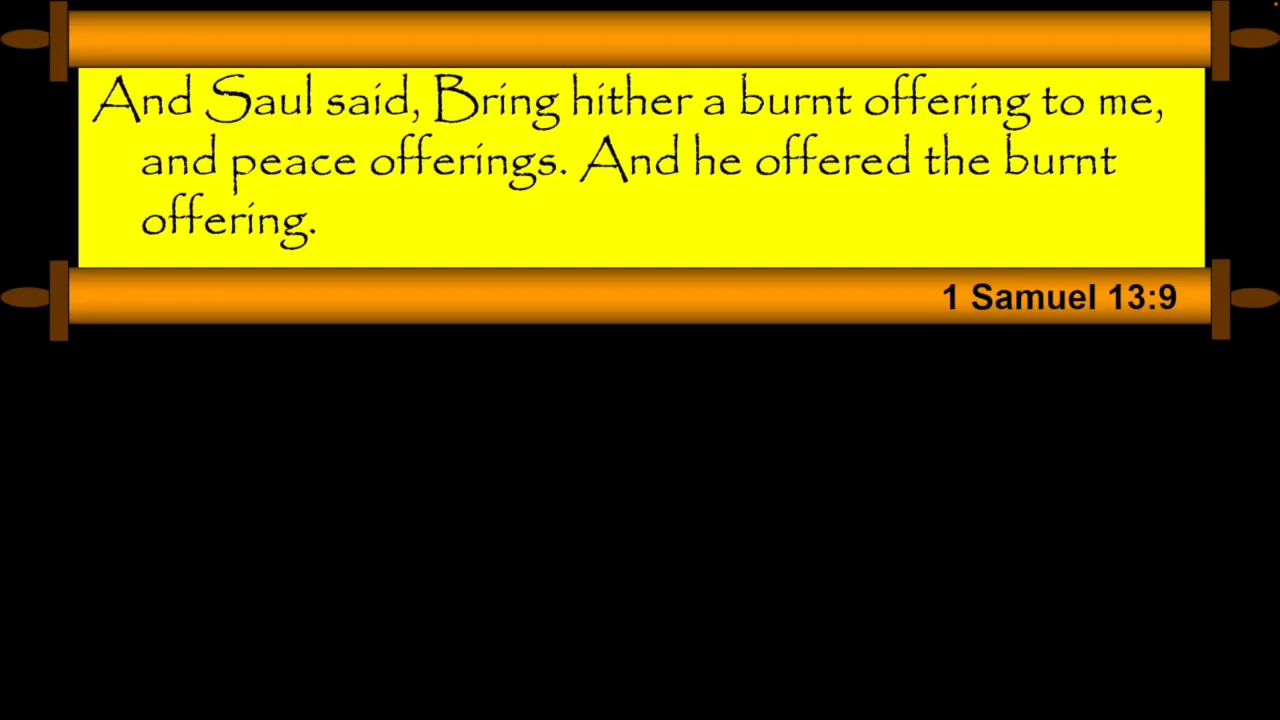 And Saul said, Bring hither a burnt offering to me,
and peace offerings. And he offered the burnt
offering.
1 Samuel 13:9